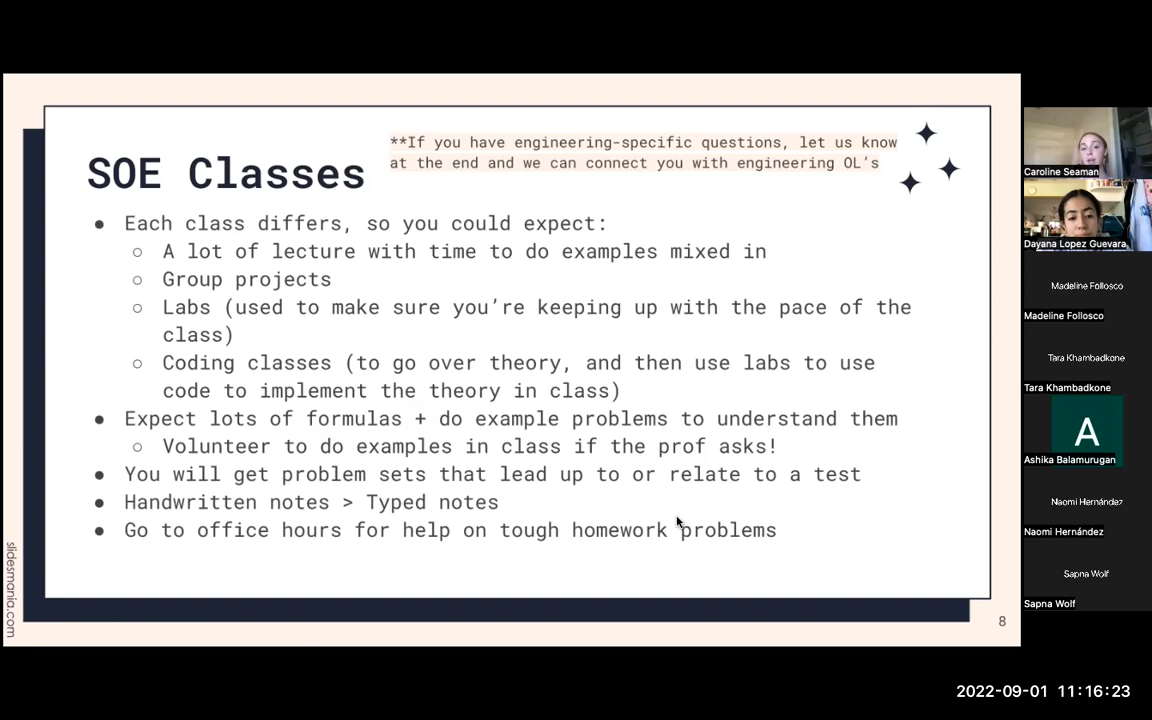 **If you have engineering-specific questions, let us know
at the end and we can connect you with engineering OL’s
SOE Classes
● Each class differs, so you could expect:
○ A lot of lecture with time to do examples mixed in
○ Group projects
○ Labs (used to make sure you’re keeping up with the pace of the
class)
○ Coding classes (to go over theory, and then use labs to use
code to implement the theory in class)
● Expect lots of formulas + do example problems to understand them
○ Volunteer to do examples in class if the prof asks!
● You will get problem sets that lead up to or relate to a test
● Handwritten notes > Typed notes
● Go to office hours for help on tough homework problems
slidesmania.com
8
Caroline Seaman
Dayana Lopez Guevara
Madeline Follosco
Madeline Follosco
Tara Khambadkone
Tara Khambadkone
A
Ashika Balamurugan
Naomi Hernández
Naomi Hernández
Sapna Wolf
Sapna Wolf
2022-09-01 11:16:23